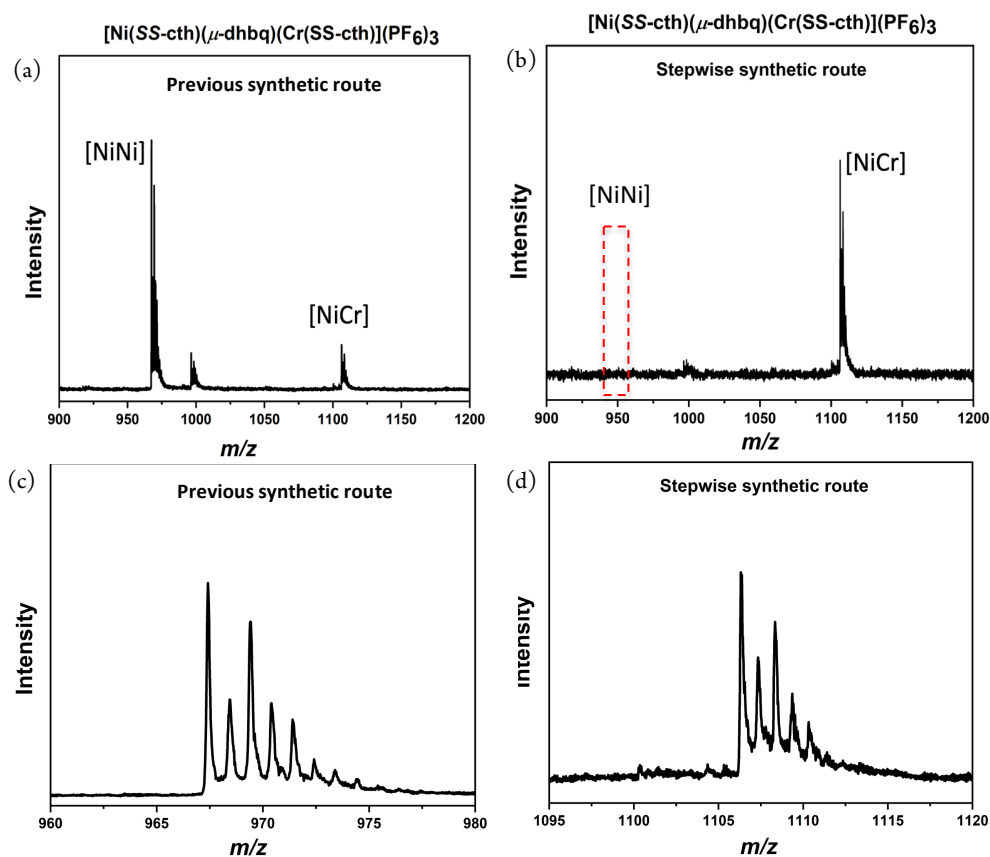 [Ni(SS-cth)(μ-dhbq)(Cr(SS-cth)](PF6)3
(a)
Previous synthetic route
[NiNi]
[NiCr]
Intensity
900 950 1000 1050 1100 1150 1200
m/z
[Ni(SS-cth)(μ-dhbq)(Cr(SS-cth)](PF6)3
(b)
Stepwise synthetic route
[NiNi]
[NiCr]
Intensity
900 950 1000 1050 1100 1150 1200
m/z
(c)
Previous synthetic route
Intensity
960 965 970 975 980
m/z
(d)
Stepwise synthetic route
Intensity
1095 1100 1105 1110 1115 1120
m/z